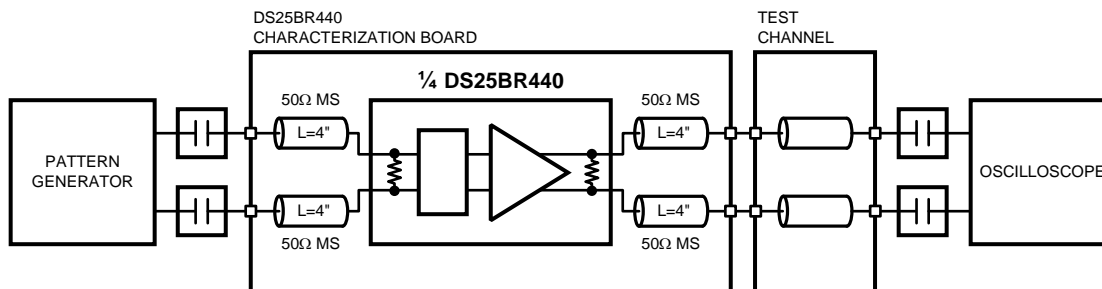 DS25BR440
CHARACTERIZATION BOARD
TEST
CHANNEL
¼ DS25BR440
50Ω MS
50Ω MS
L=4"
L=4"
PATTERN
GENERATOR
OSCILLOSCOPE
L=4"
L=4"
50Ω MS
50Ω MS